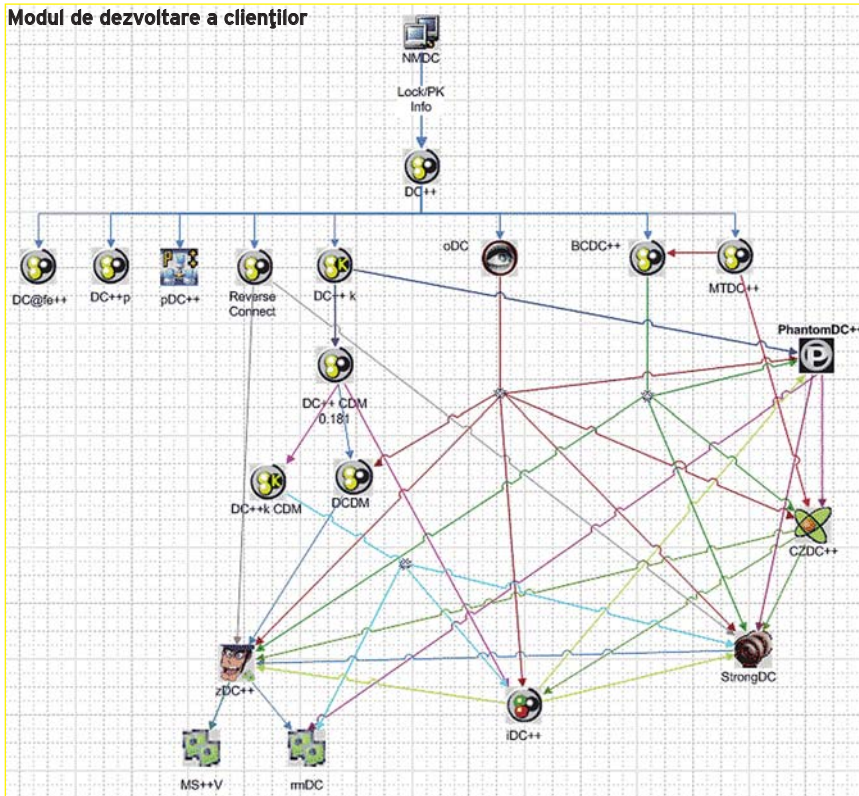 Modul de dezvoltare a clienţilor
NMDC
Lock/PK
Info
DC++
DC@fe++
DC++p
pDC++
Reverse
Connect
DC++ k
oDC
BCDC++
MTDC++
PhantomDC++
DC++ CDM
0.181
DC++k CDM
DCDM
CZDC++
zDC++
StrongDC
iDC++
MS++V
rmDC